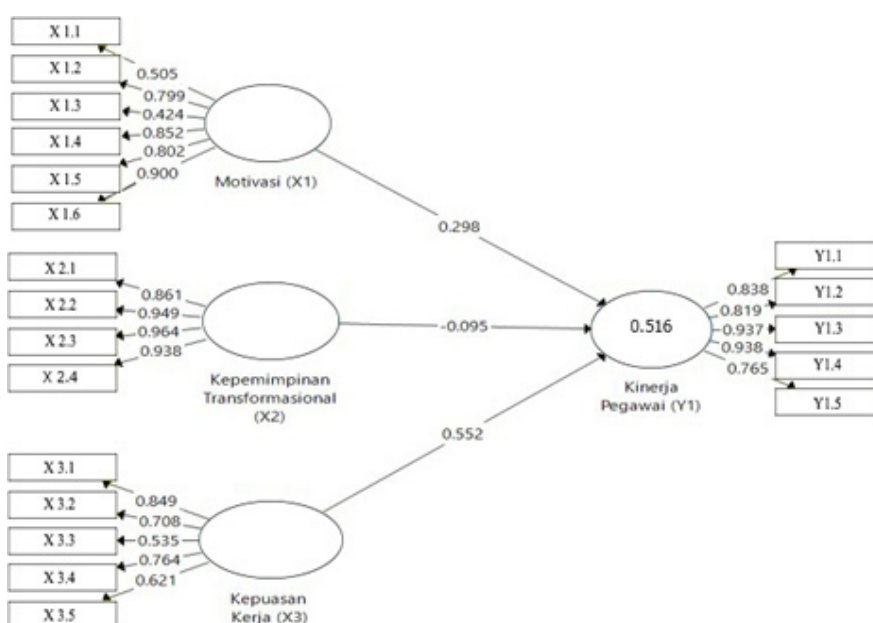 X 1.1
X 1.2
X 1.3
X 1.4
X 1.5
X 1.6
0.505
0.799
0.424
0.852
0.802
0.900
Motivasi (X1)
0.298
X 2.1
X 2.2
X 2.3
X 2.4
0.861
0.949
0.964
0.938
Kepemimpinan
Transformasional
(X2)
-0.095
X 3.1
X 3.2
X 3.3
X 3.4
X 3.5
0.849
0.708
0.535
0.764
0.621
Kepuasan
Kerja (X3)
0.552
0.516
Kinerja
Pegawai (Y1)
0.838
0.819
0.937
0.938
0.765
Y1.1
Y1.2
Y1.3
Y1.4
Y1.5